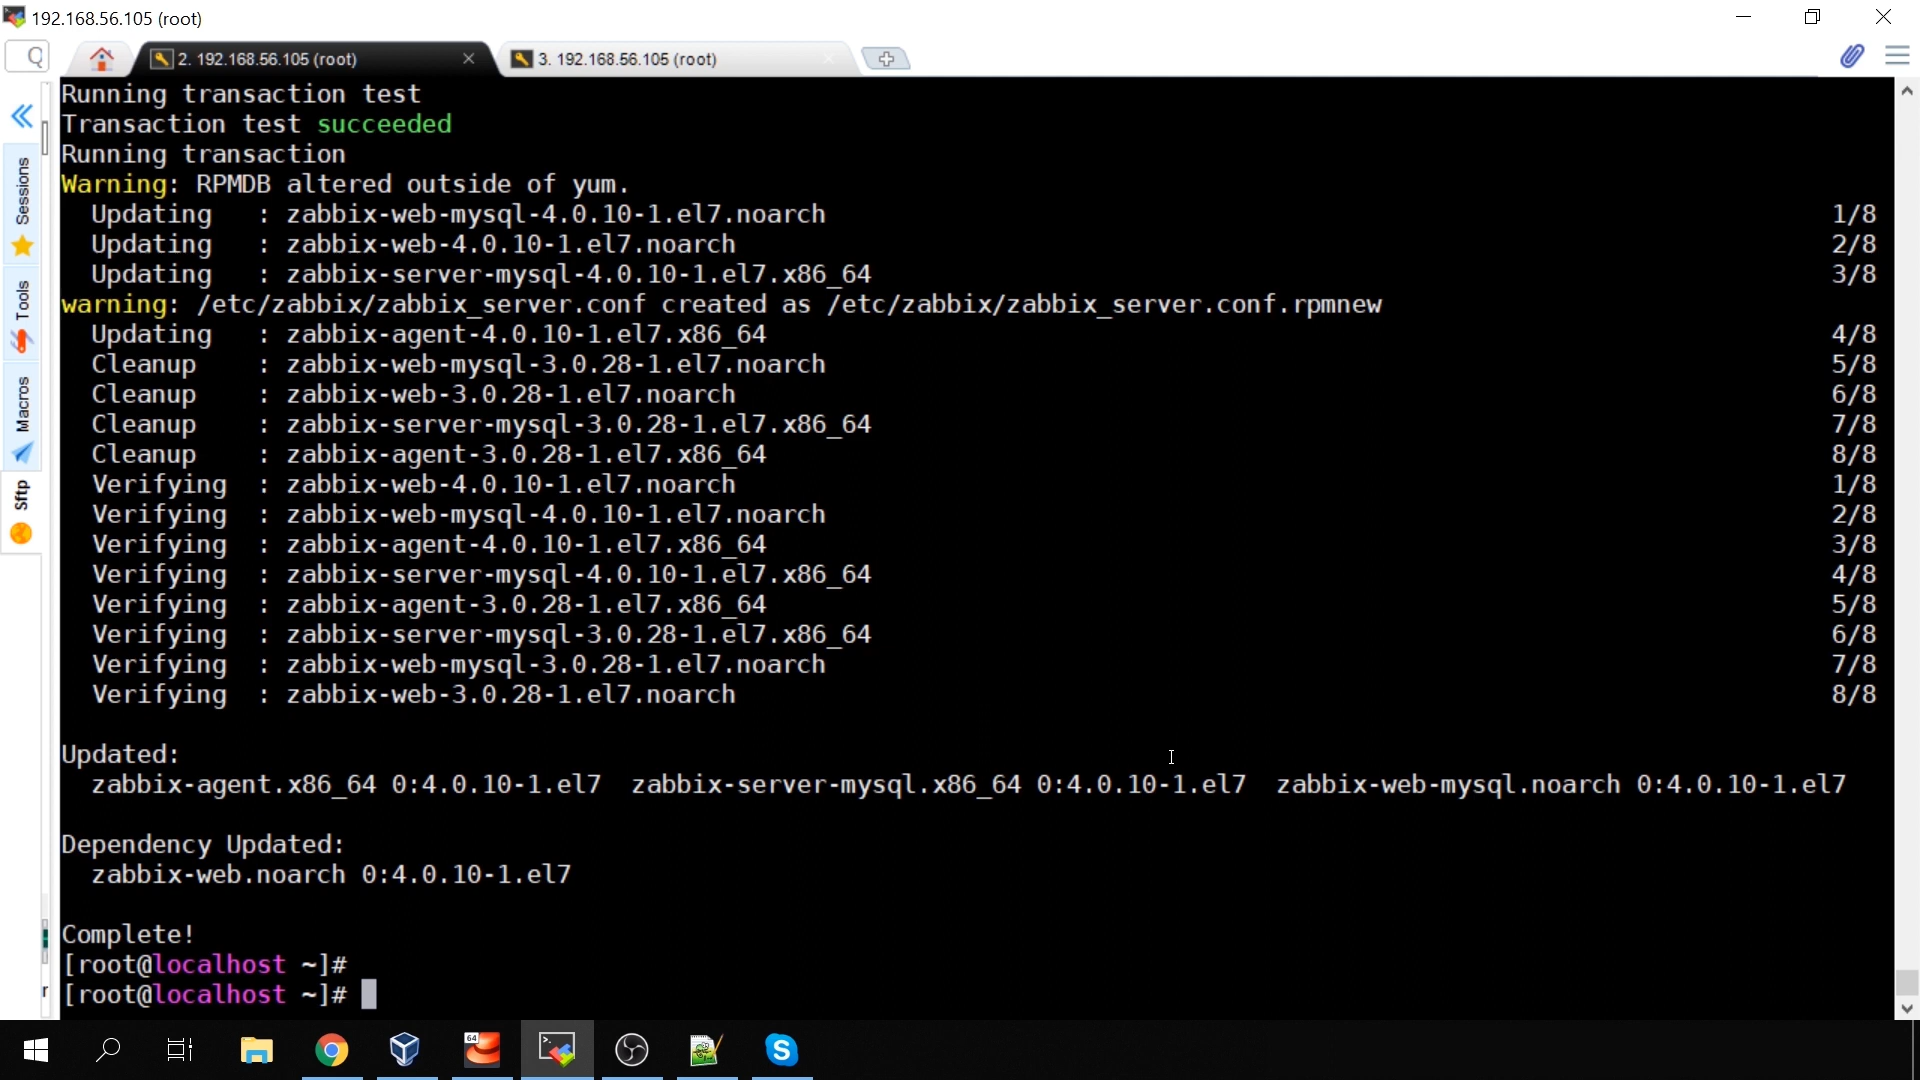 192.168.56.105 (root)
2. 192.168.56.105 (root)
3. 192.168.56.105 (root)
Sessions
Tools
Macros
Sftp
Running transaction test
Transaction test succeeded
Running transaction
Warning: RPMDB altered outside of yum.
Updating : zabbix-web-mysql-4.0.10-1.el7.noarch 1/8
Updating : zabbix-web-4.0.10-1.el7.noarch 2/8
Updating : zabbix-server-mysql-4.0.10-1.el7.x86_64 3/8
warning: /etc/zabbix/zabbix_server.conf created as /etc/zabbix/zabbix_server.conf.rpmnew
Updating : zabbix-agent-4.0.10-1.el7.x86_64 4/8
Cleanup : zabbix-web-mysql-3.0.28-1.el7.noarch 5/8
Cleanup : zabbix-web-3.0.28-1.el7.noarch 6/8
Cleanup : zabbix-server-mysql-3.0.28-1.el7.x86_64 7/8
Cleanup : zabbix-agent-3.0.28-1.el7.x86_64 8/8
Verifying : zabbix-web-4.0.10-1.el7.noarch 1/8
Verifying : zabbix-web-mysql-4.0.10-1.el7.noarch 2/8
Verifying : zabbix-agent-4.0.10-1.el7.x86_64 3/8
Verifying : zabbix-server-mysql-4.0.10-1.el7.x86_64 4/8
Verifying : zabbix-agent-3.0.28-1.el7.x86_64 5/8
Verifying : zabbix-server-mysql-3.0.28-1.el7.x86_64 6/8
Verifying : zabbix-web-mysql-3.0.28-1.el7.noarch 7/8
Verifying : zabbix-web-3.0.28-1.el7.noarch 8/8
Updated:
zabbix-agent.x86_64 0:4.0.10-1.el7 zabbix-server-mysql.x86_64 0:4.0.10-1.el7 zabbix-web-mysql.noarch 0:4.0.10-1.el7
Dependency Updated:
zabbix-web.noarch 0:4.0.10-1.el7
Complete!
[root@localhost ~]#
[root@localhost ~]#
64